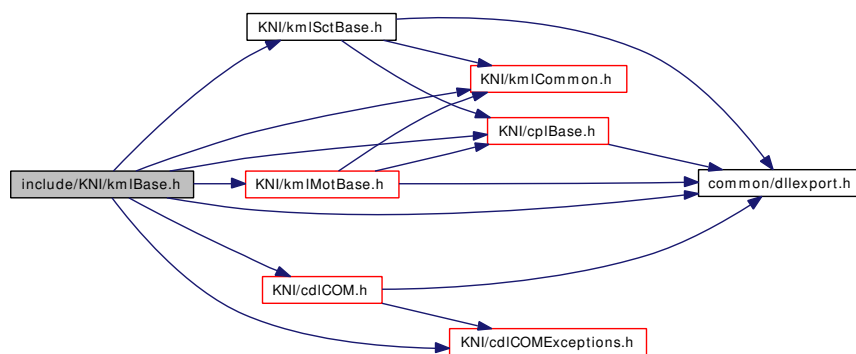 KNI/kmlSctBase.h
KNI/kmlCommon.h
KNI/cplBase.h
include/KNI/kmlBase.h
KNI/kmlMotBase.h
common/dllexport.h
KNI/cdlCOM.h
KNI/cdlCOMExceptions.h